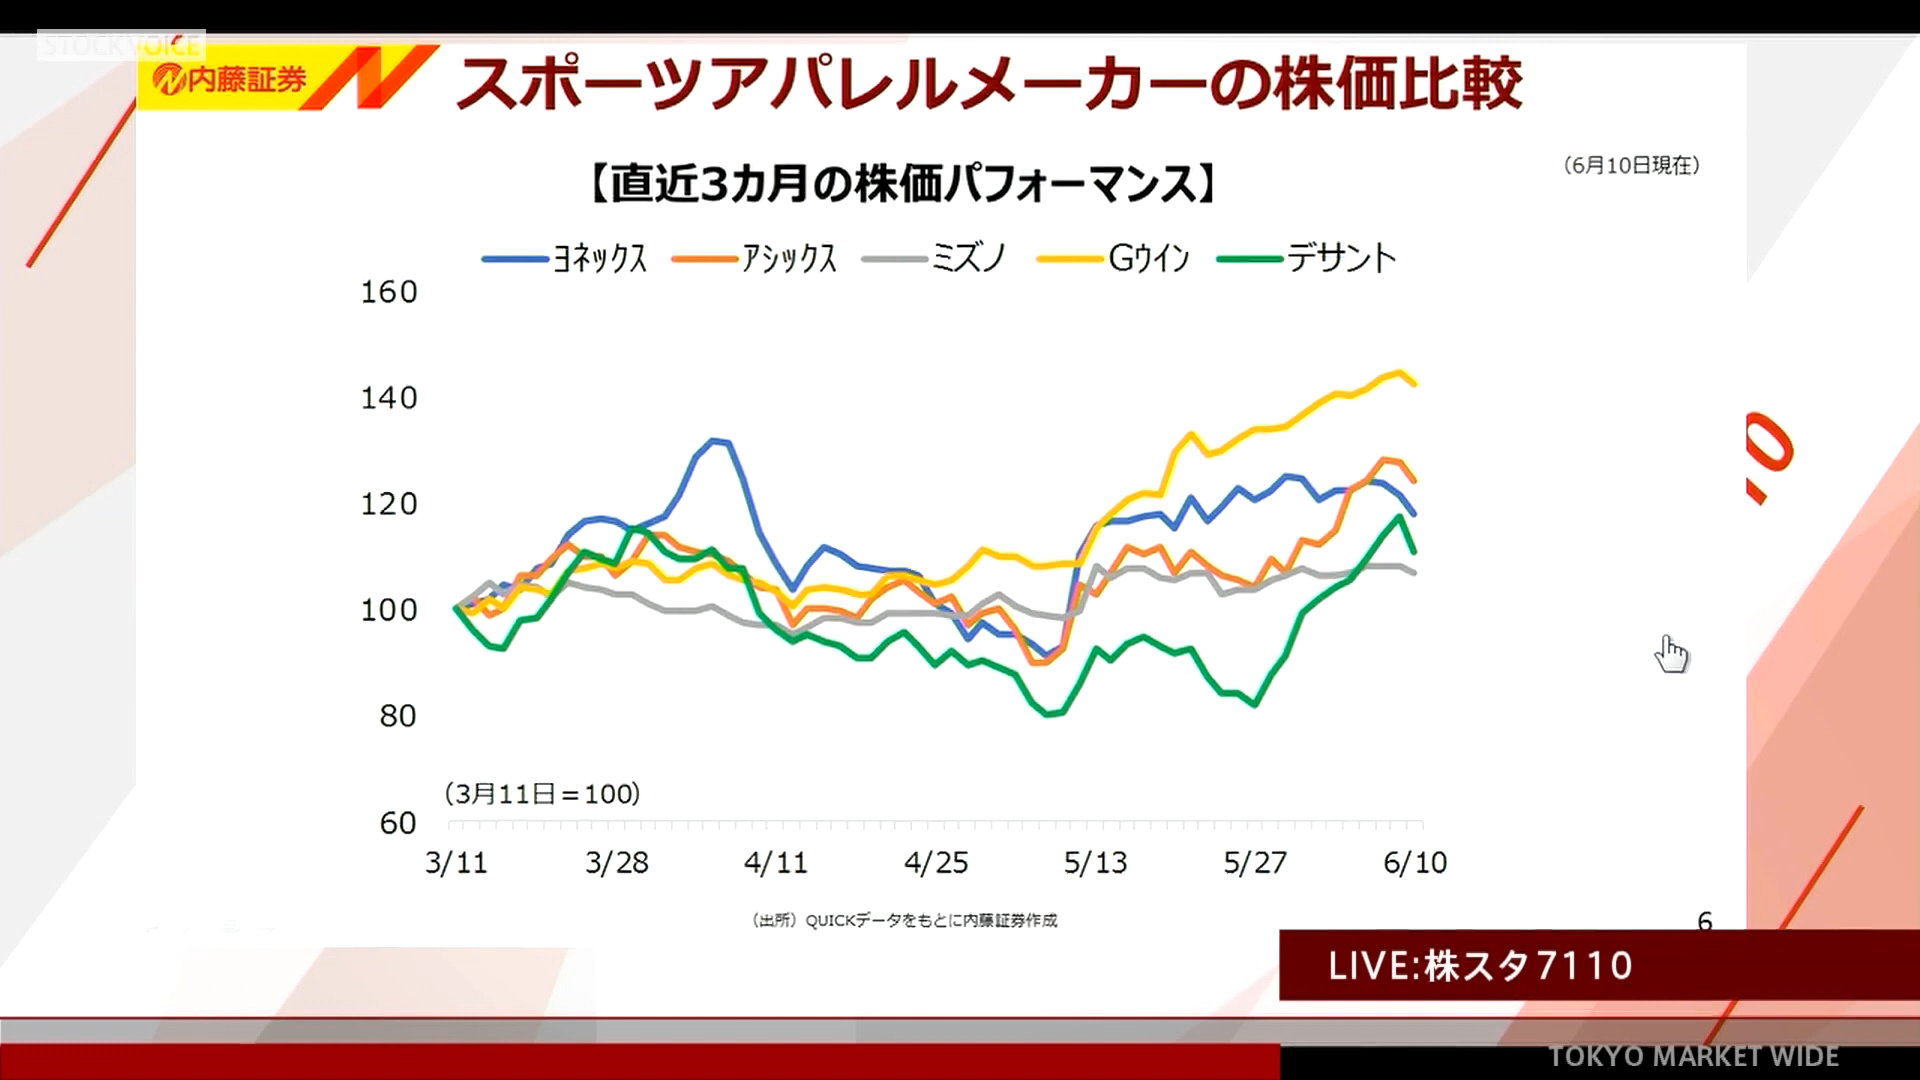 STOCKVOICE
内藤証券
スポーツアパレルメーカーの株価比較
【直近3カ月の株価パフォーマンス】
（6月10日現在）
ヨネックス アシックス ミズノ Gウイン デサント
160
140
120
100
80
（3月11日＝100）
60
3/11 3/28 4/11 4/25 5/13 5/27 6/10
（出所）QUICKデータをもとに内藤証券作成
6
LIVE:株スタ7110
TOKYO MARKET WIDE